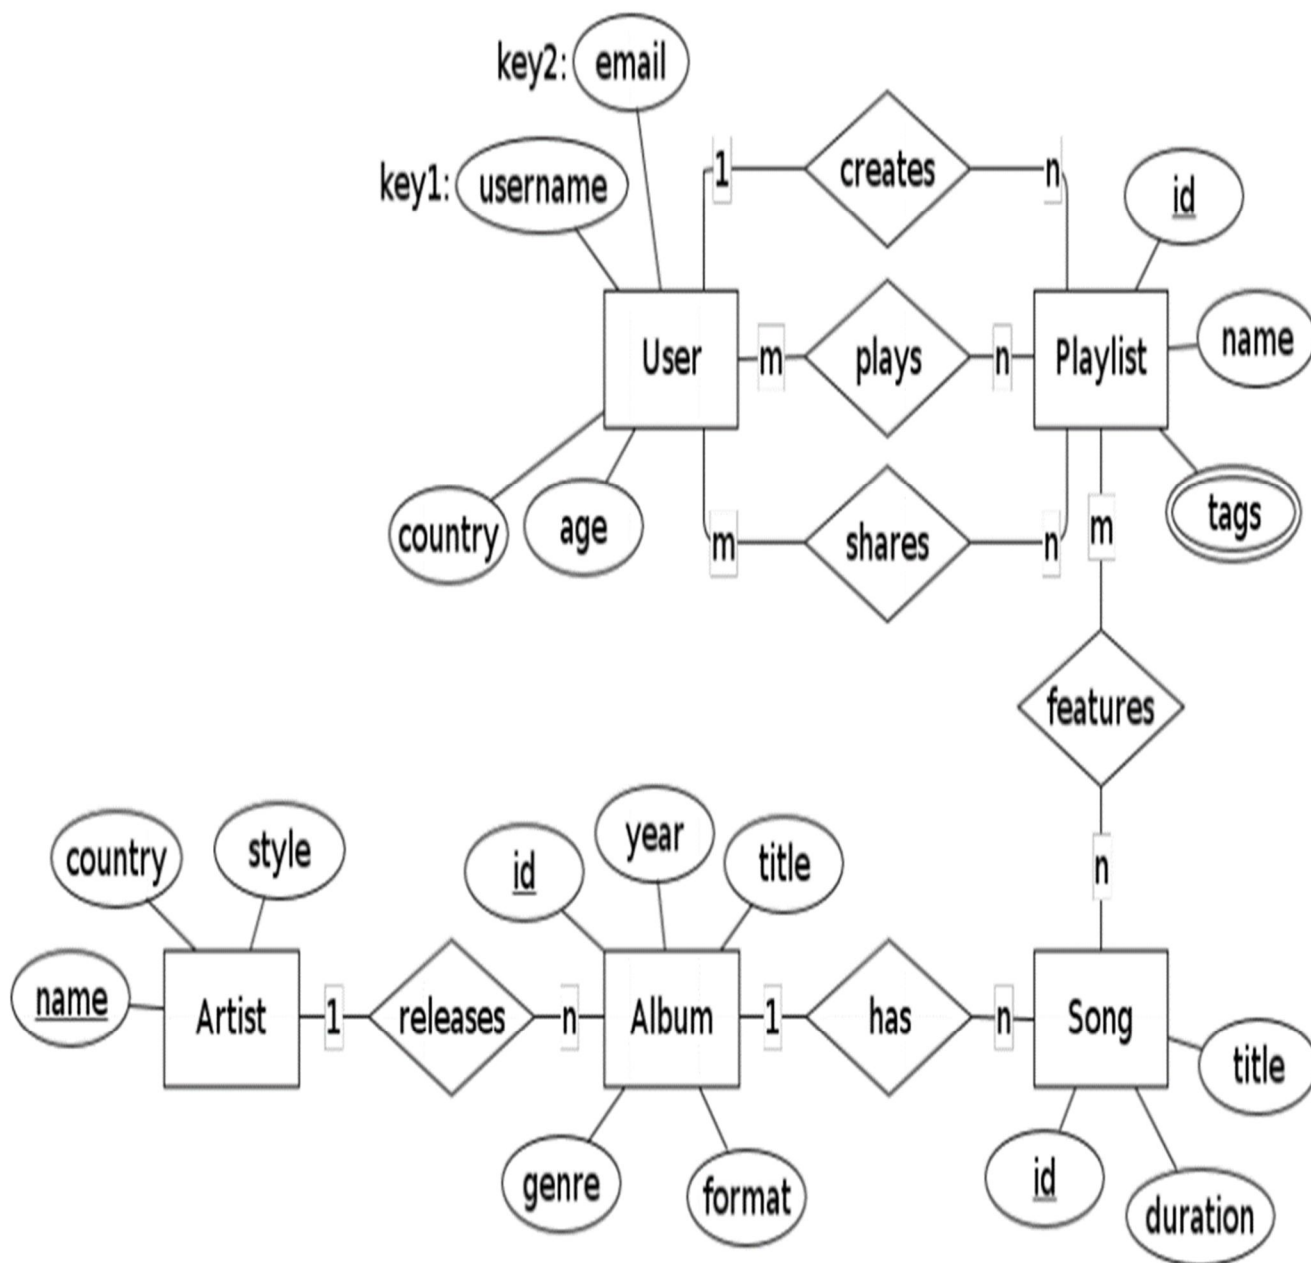 key2: email
key1: username
1
creates
n
id
User
m
plays
n
Playlist
name
country
age
m
shares
n
m
tags
features
country
style
id
year
title
n
name
Artist
1
releases
n
Album
1
has
n
Song
title
genre
format
id
duration